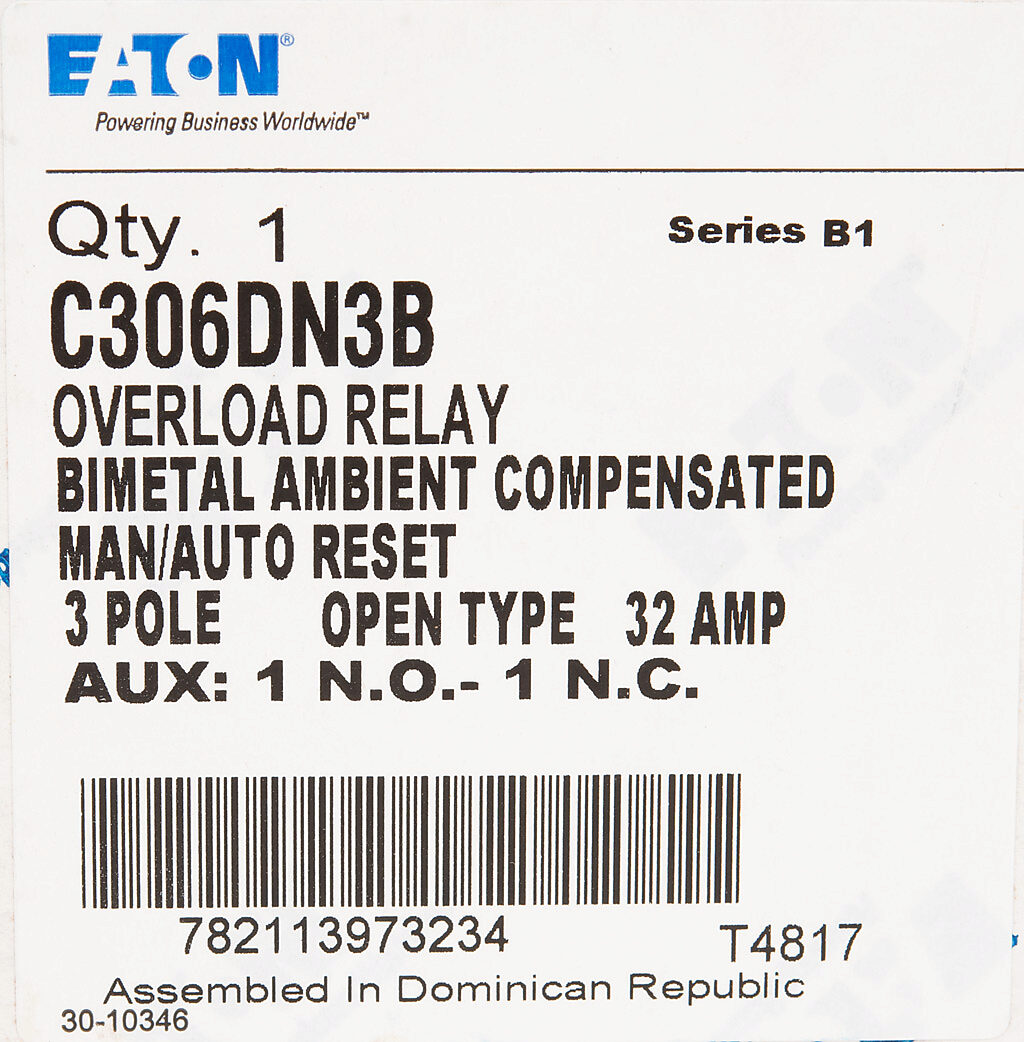 EATON®
Powering Business Worldwide™
Qty. 1 Series B1
C306DN3B
OVERLOAD RELAY
BIMETAL AMBIENT COMPENSATED
MAN/AUTO RESET
3 POLE OPEN TYPE 32 AMP
AUX: 1 N.O.- 1 N.C.
782113973234 T4817
Assembled In Dominican Republic
30-10346